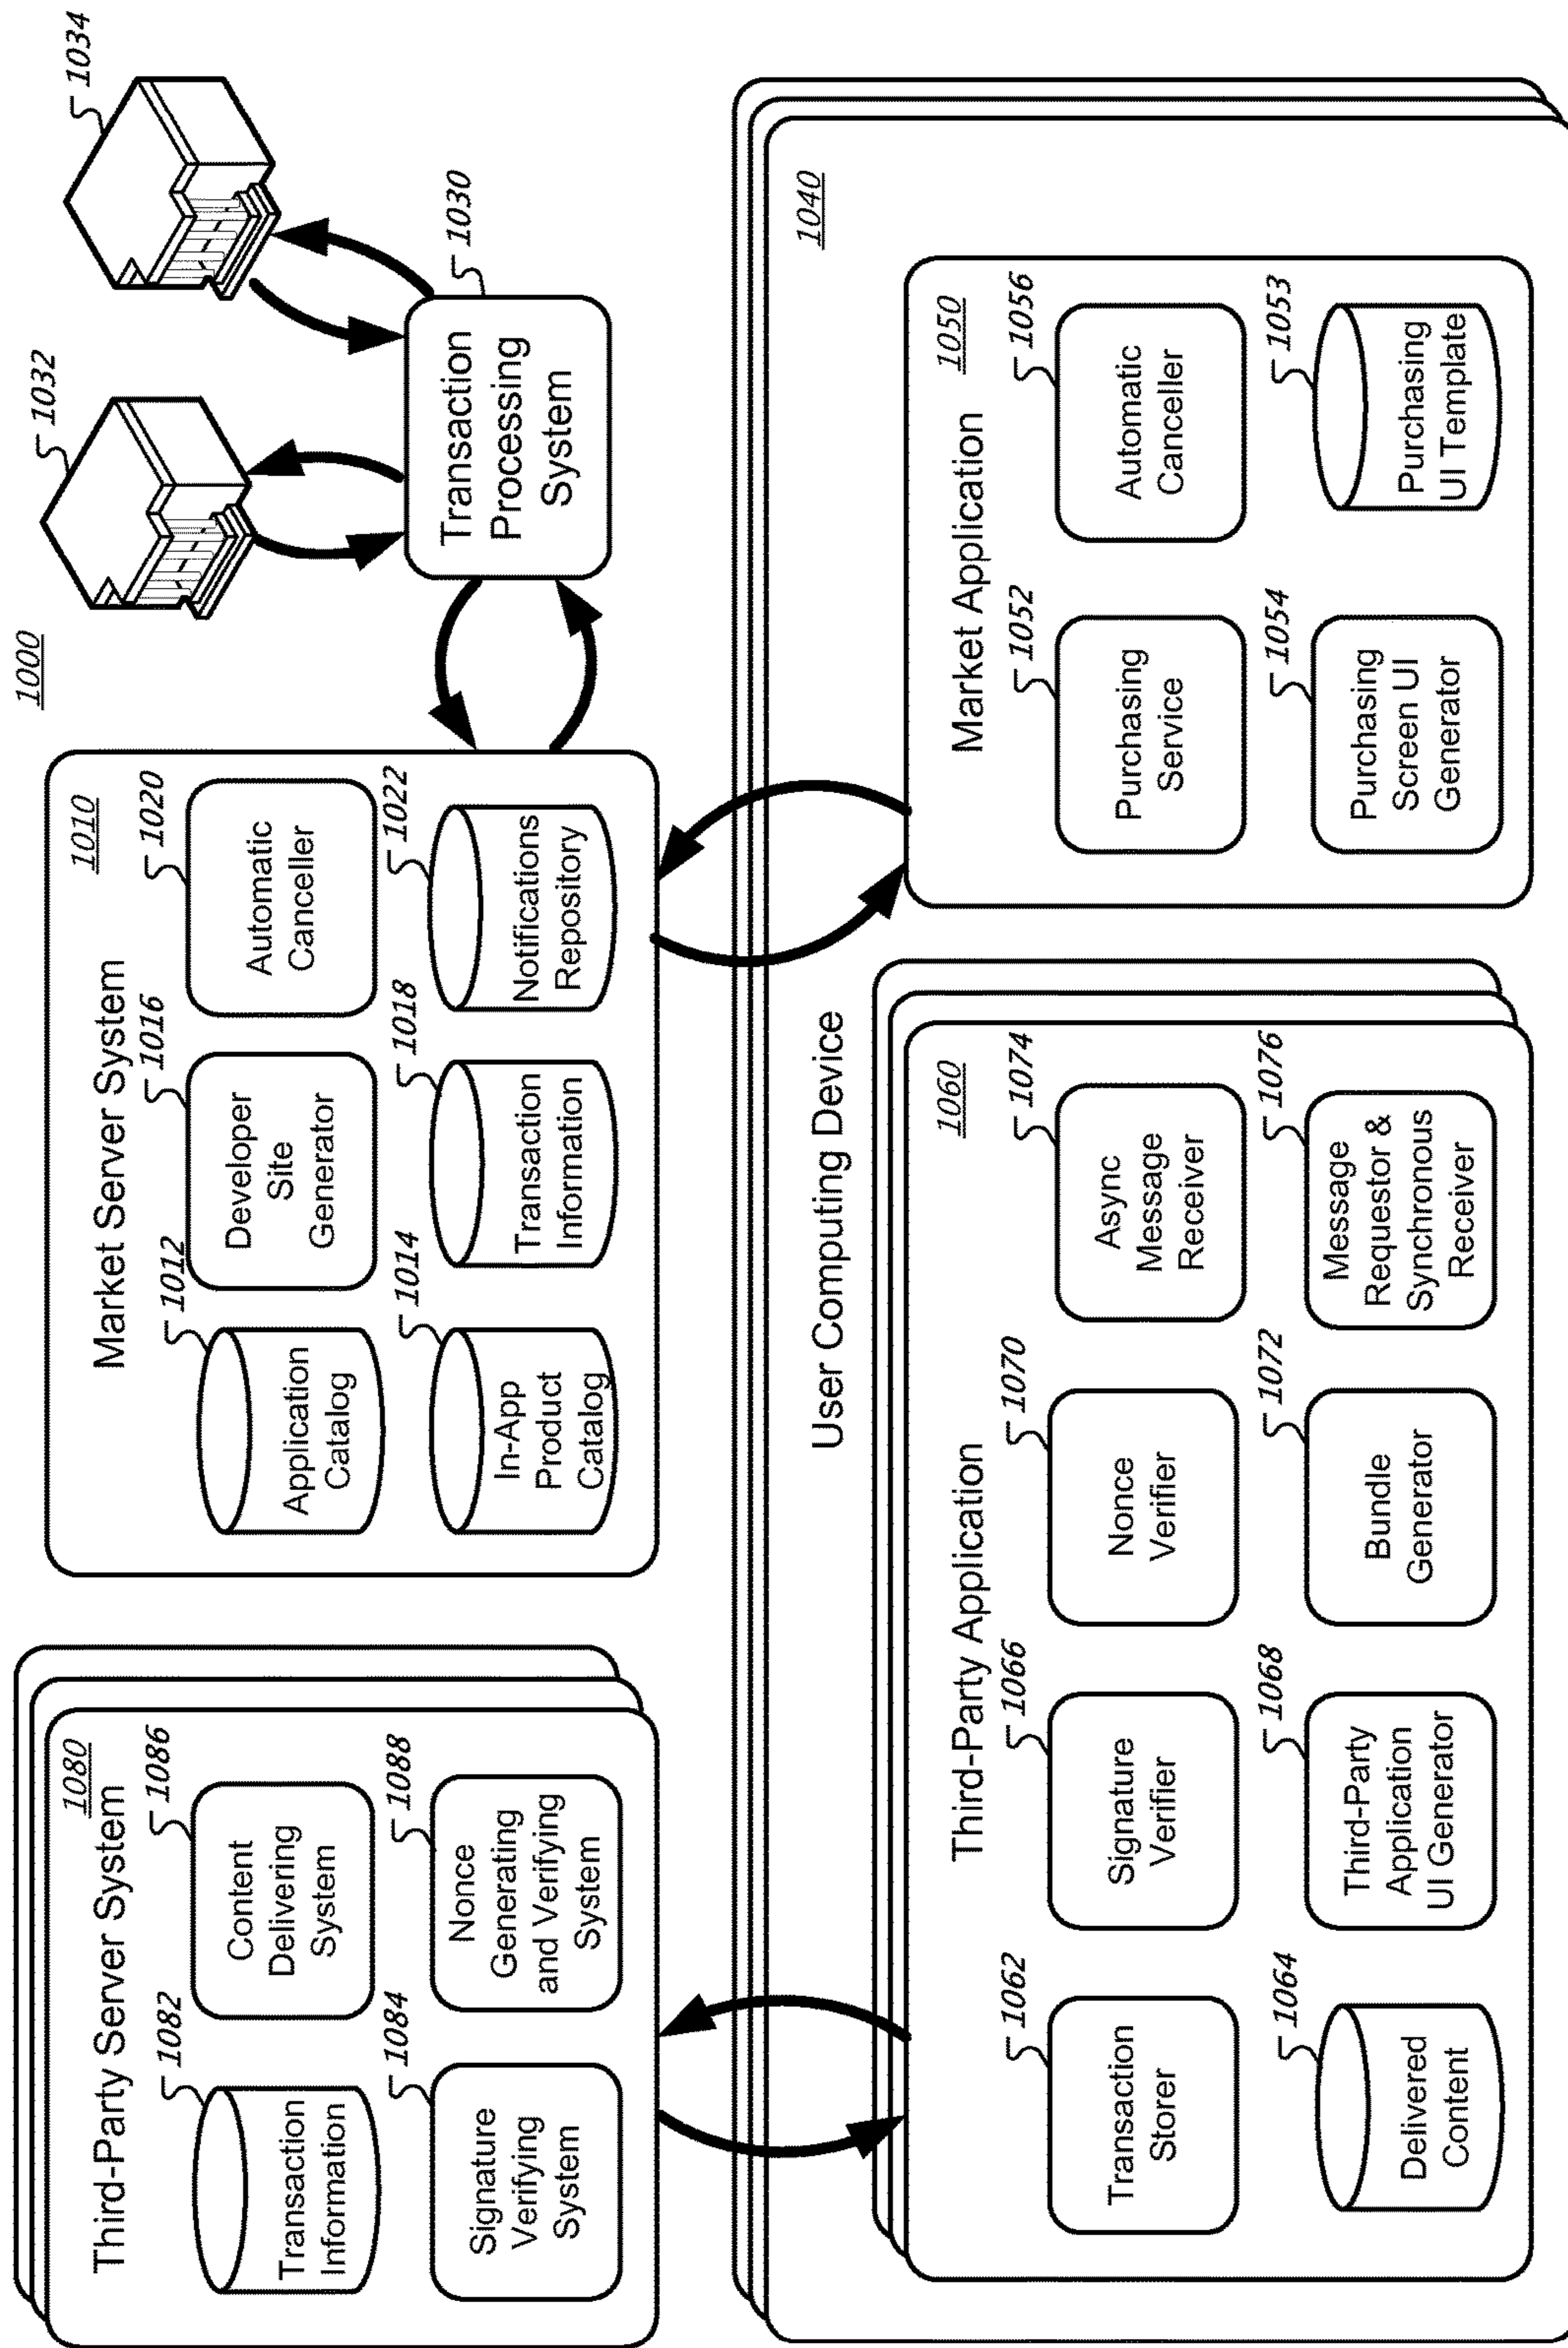 1000
Third-Party Server System
1080
1082
Transaction
Information
1086
Content
Delivering
System
1084
Signature
Verifying
System
1088
Nonce
Generating
and Verifying
System
Market Server System
1010
1012
Application
Catalog
1016
Developer
Site
Generator
1020
Automatic
Canceller
1014
In-App
Product
Catalog
1018
Transaction
Information
1022
Notifications
Repository
1032
1034
1030
Transaction
Processing
System
User Computing Device
1040
Third-Party Application
1060
1062
Transaction
Storer
1066
Signature
Verifier
1070
Nonce
Verifier
1074
Async
Message
Receiver
1064
Delivered
Content
1068
Third-Party
Application
UI Generator
1072
Bundle
Generator
1076
Message
Requestor &
Synchronous
Receiver
Market Application
1050
1052
Purchasing
Service
1056
Automatic
Canceller
1054
Purchasing
Screen UI
Generator
1053
Purchasing
UI Template